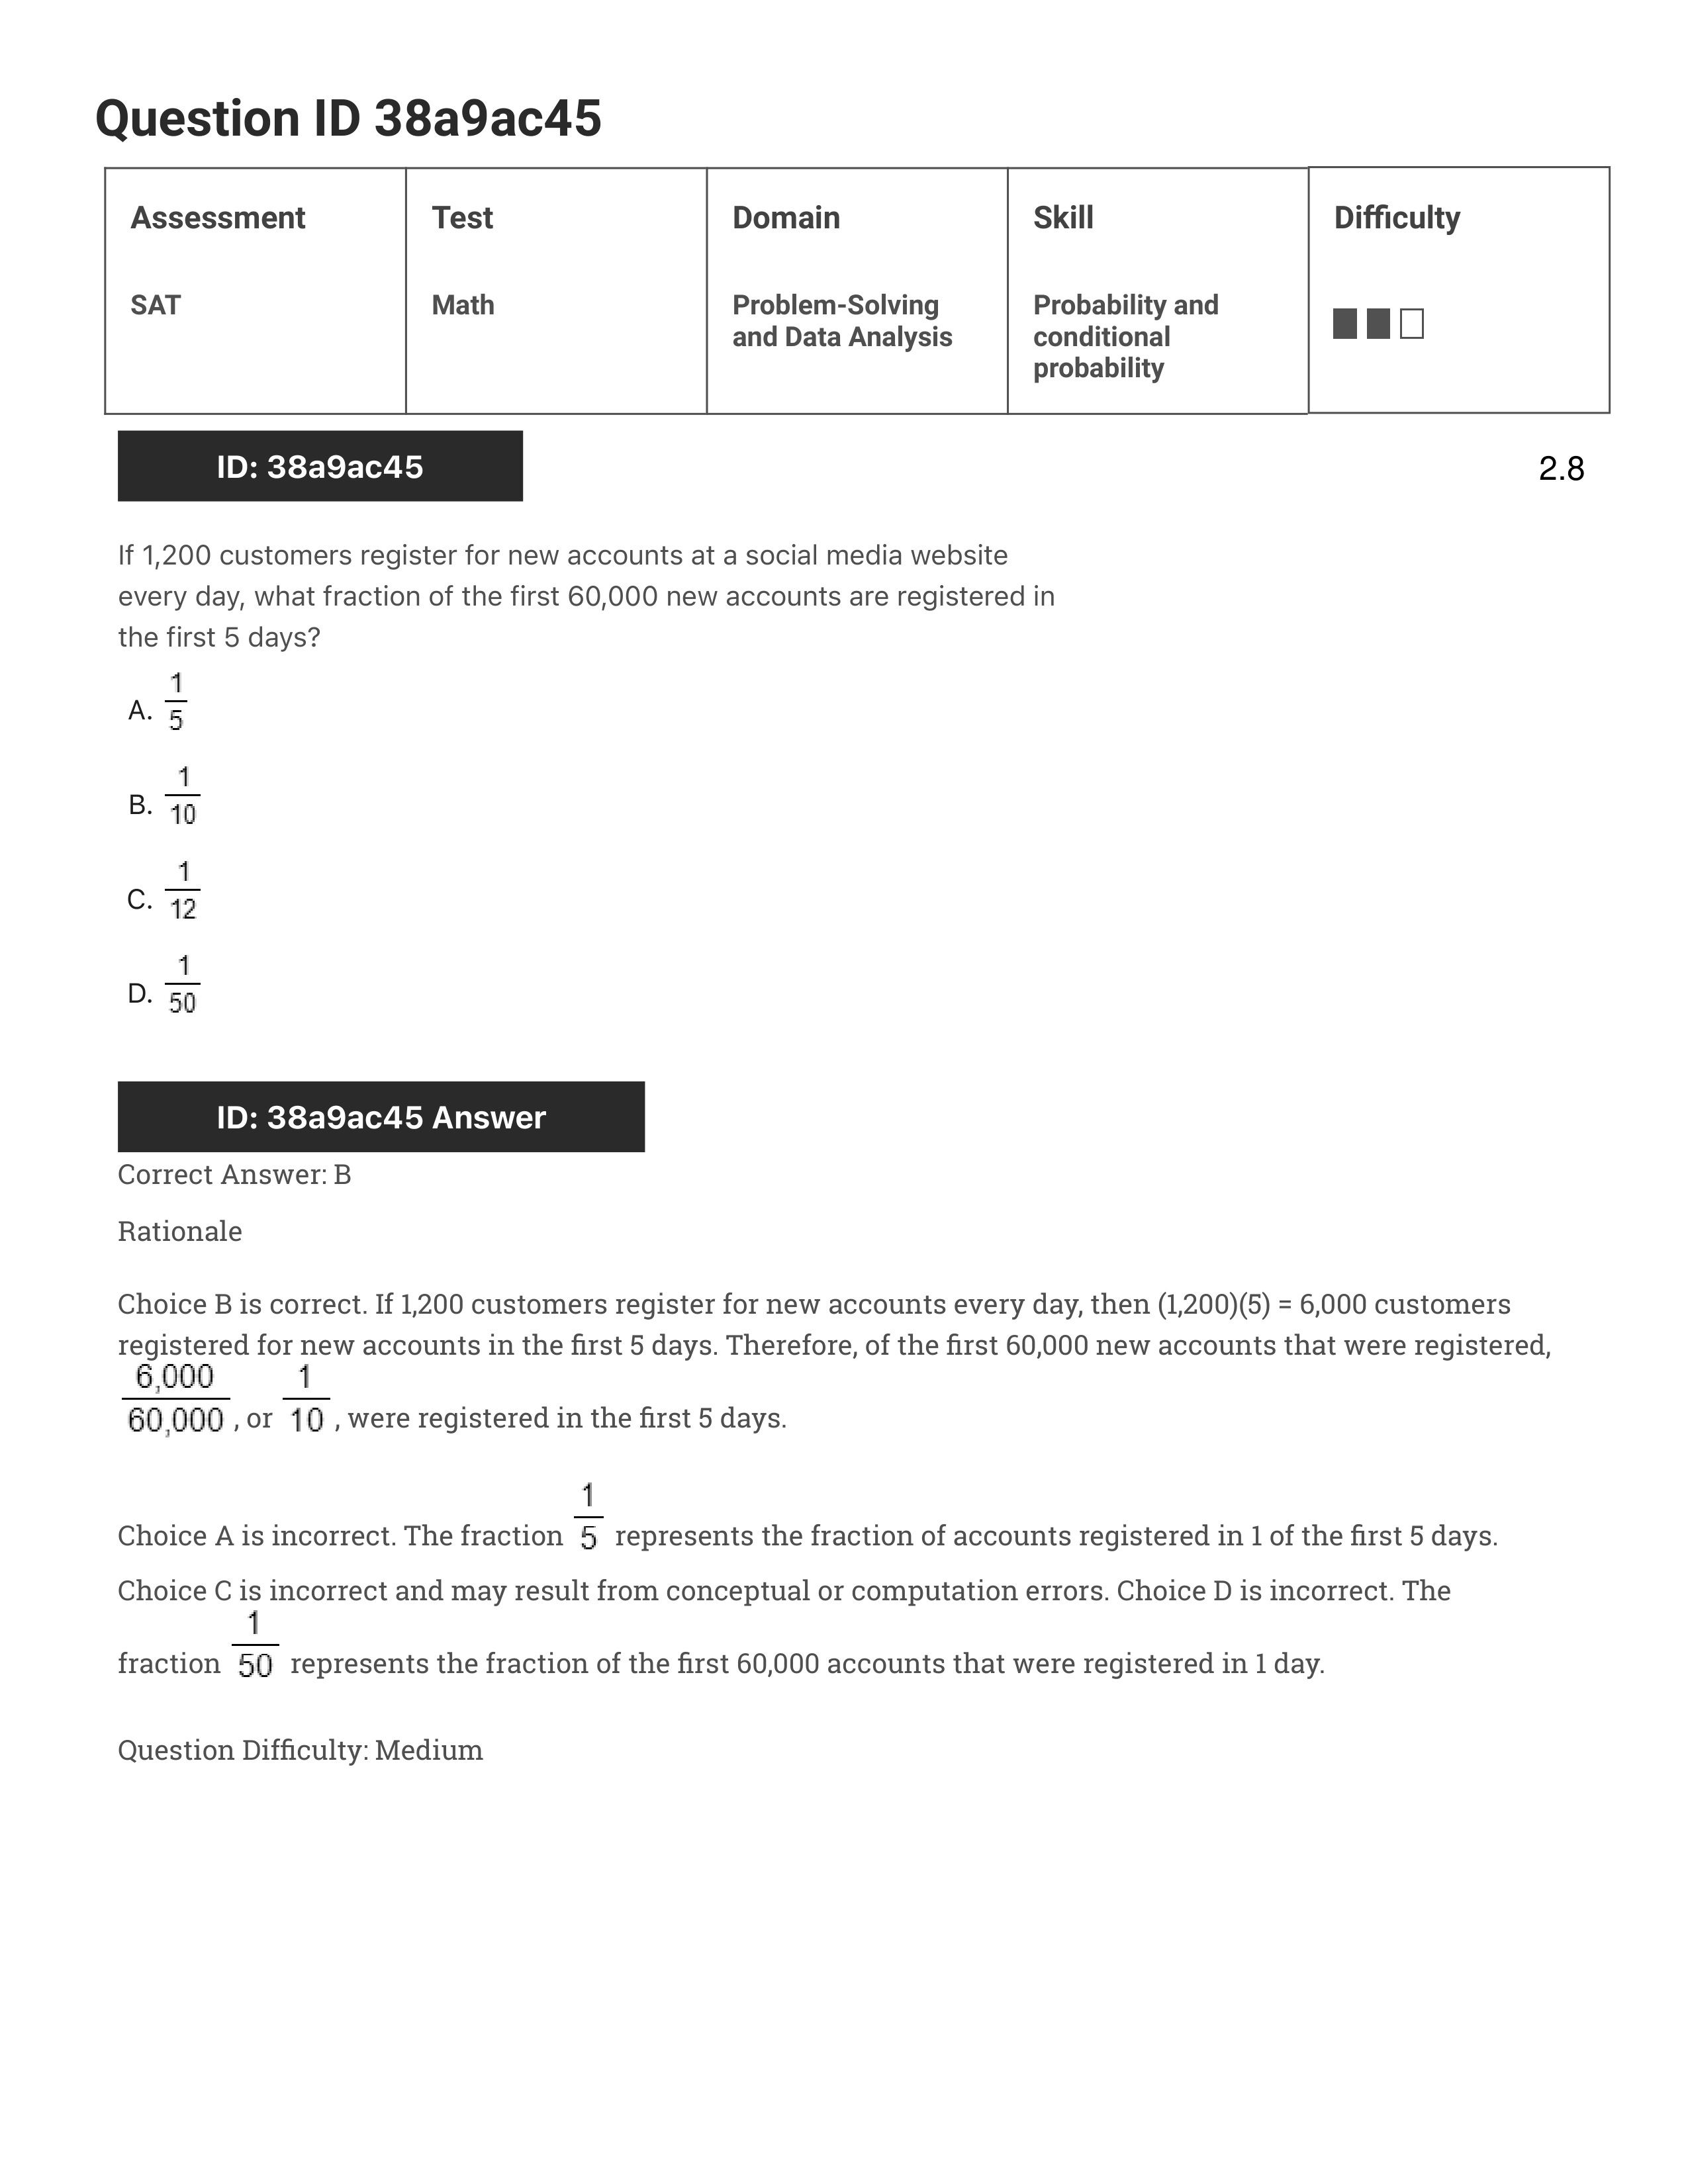 Question ID 38a9ac45
Assessment Test Domain Skill Difficulty
SAT Math Problem-Solving and Data Analysis Probability and conditional probability
ID: 38a9ac45 2.8
If 1,200 customers register for new accounts at a social media website
every day, what fraction of the first 60,000 new accounts are registered in
the first 5 days?
A. 1/5
B. 1/10
C. 1/12
D. 1/50
ID: 38a9ac45 Answer
Correct Answer: B
Rationale
Choice B is correct. If 1,200 customers register for new accounts every day, then (1,200)(5) = 6,000 customers
registered for new accounts in the first 5 days. Therefore, of the first 60,000 new accounts that were registered,
6,000/60,000, or 1/10, were registered in the first 5 days.
Choice A is incorrect. The fraction 1/5 represents the fraction of accounts registered in 1 of the first 5 days.
Choice C is incorrect and may result from conceptual or computation errors. Choice D is incorrect. The
fraction 1/50 represents the fraction of the first 60,000 accounts that were registered in 1 day.
Question Difficulty: Medium